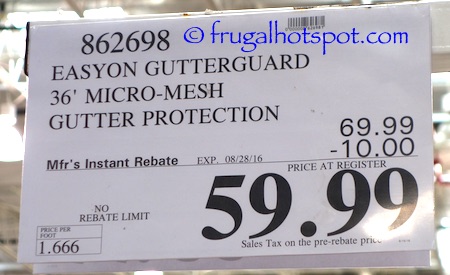 © frugalhotspot.com
862698
EASYON GUTTERGUARD
36' MICRO-MESH
GUTTER PROTECTION
69.99
Mfr's Instant Rebate EXP. 08/28/16 -10.00
PRICE AT REGISTER
59.99
NO
REBATE LIMIT
PRICE PER
FOOT
1.666
Sales Tax on the pre-rebate price